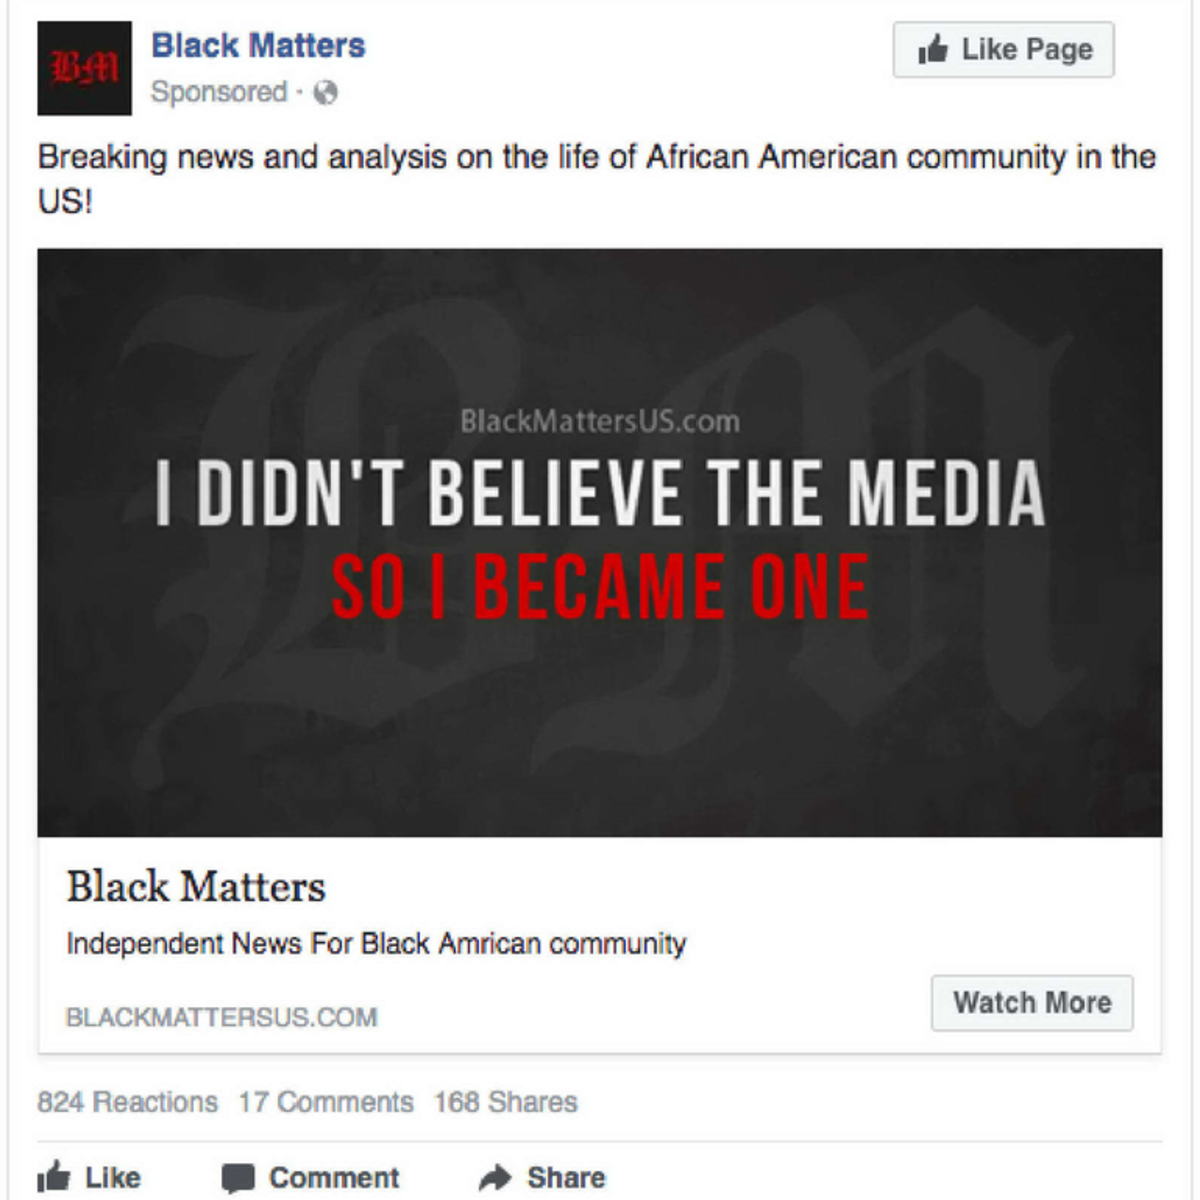 BM
Black Matters
Sponsored ·
Like Page
Breaking news and analysis on the life of African American community in the
US!
BlackMattersUS.com
I DIDN'T BELIEVE THE MEDIA
SO I BECAME ONE
Black Matters
Independent News For Black Amrican community
BLACKMATTERSUS.COM
Watch More
824 Reactions 17 Comments 168 Shares
Like Comment Share